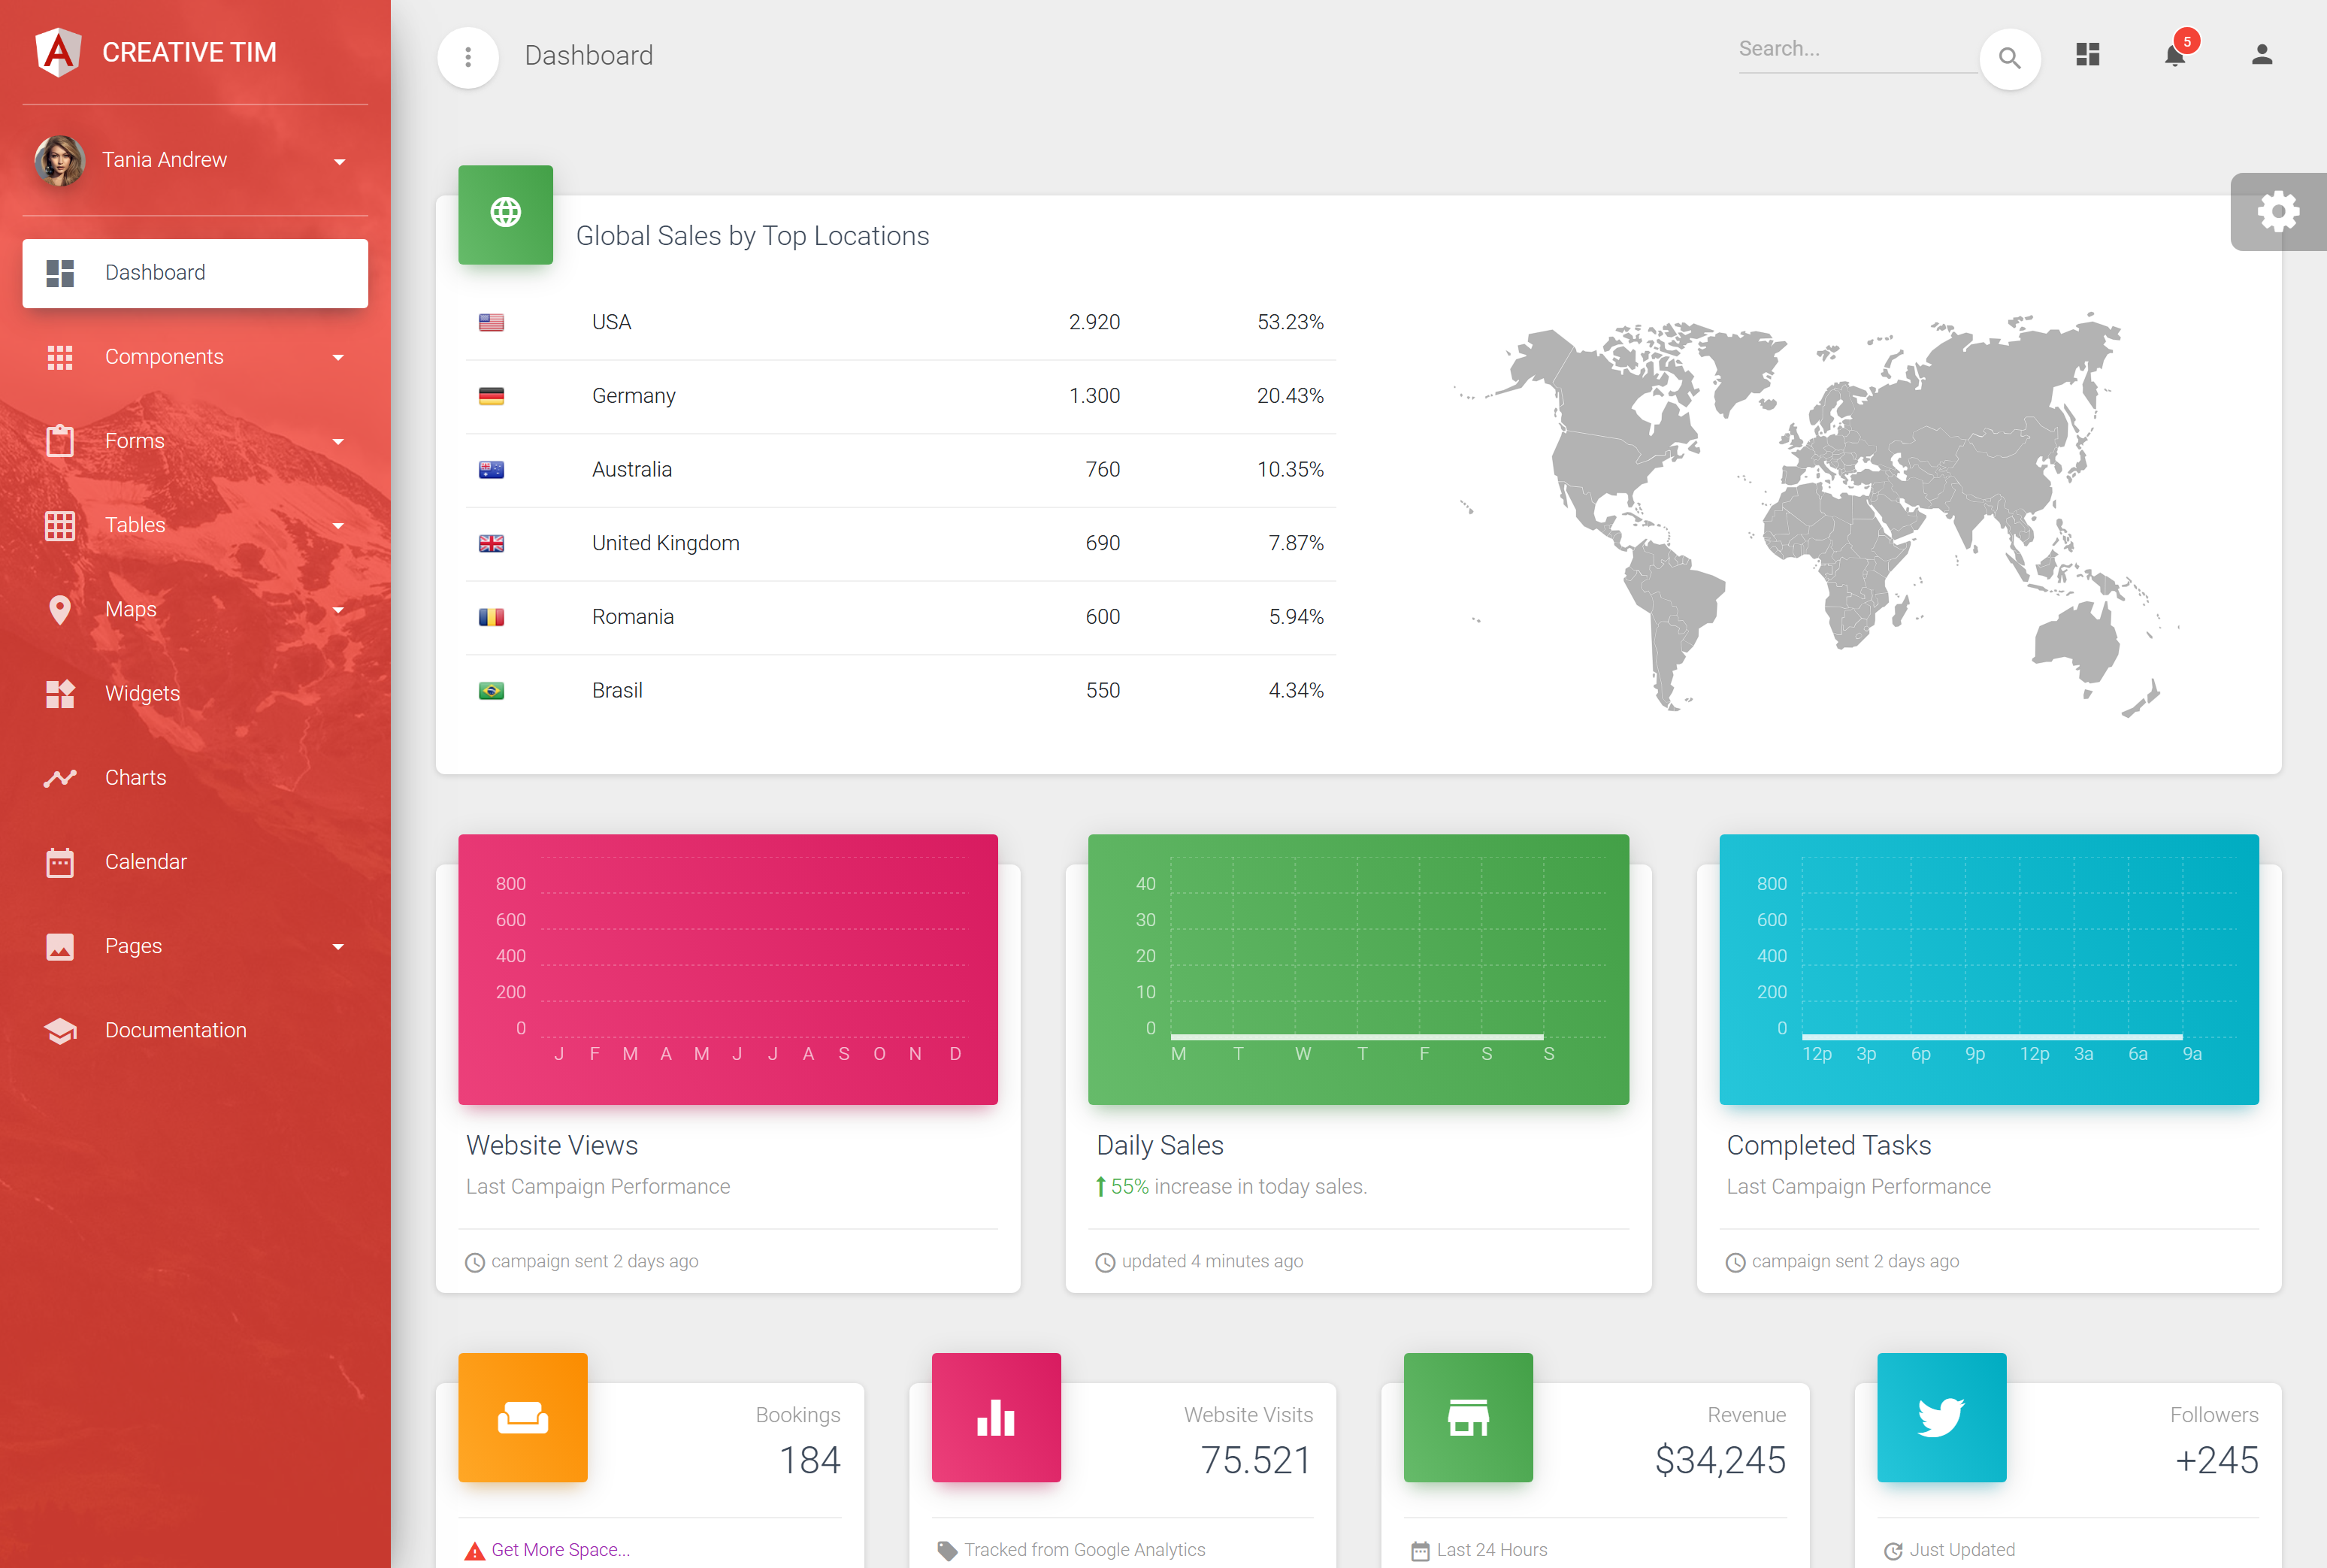 CREATIVE TIM
Tania Andrew
Dashboard
Components
Forms
Tables
Maps
Widgets
Charts
Calendar
Pages
Documentation
Dashboard
Search...
5
Global Sales by Top Locations
USA 2.920 53.23%
Germany 1.300 20.43%
Australia 760 10.35%
United Kingdom 690 7.87%
Romania 600 5.94%
Brasil 550 4.34%
800
600
400
200
0
J F M A M J J A S O N D
Website Views
Last Campaign Performance
campaign sent 2 days ago
40
30
20
10
0
M T W T F S S
Daily Sales
55% increase in today sales.
updated 4 minutes ago
800
600
400
200
0
12p 3p 6p 9p 12p 3a 6a 9a
Completed Tasks
Last Campaign Performance
campaign sent 2 days ago
Bookings
184
Get More Space...
Website Visits
75.521
Tracked from Google Analytics
Revenue
$34,245
Last 24 Hours
Followers
+245
Just Updated